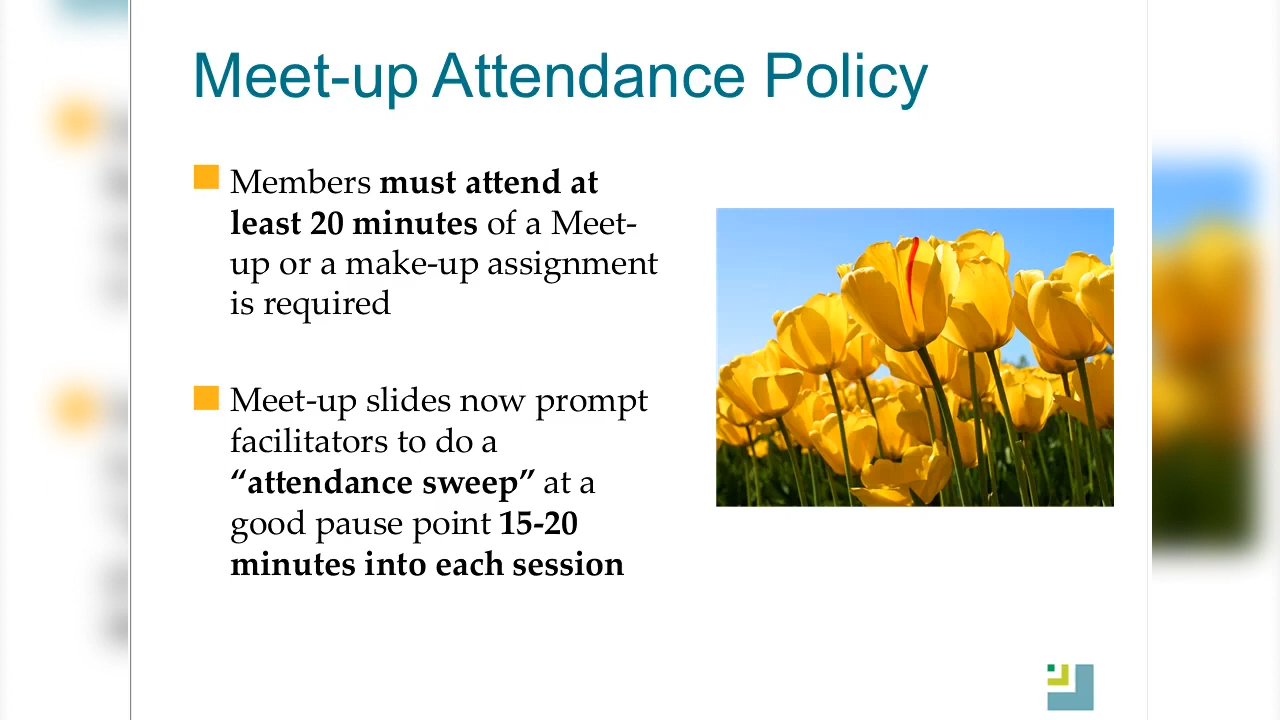 Meet-up Attendance Policy
Members must attend at
least 20 minutes of a Meet-
up or a make-up assignment
is required
Meet-up slides now prompt
facilitators to do a
“attendance sweep” at a
good pause point 15-20
minutes into each session